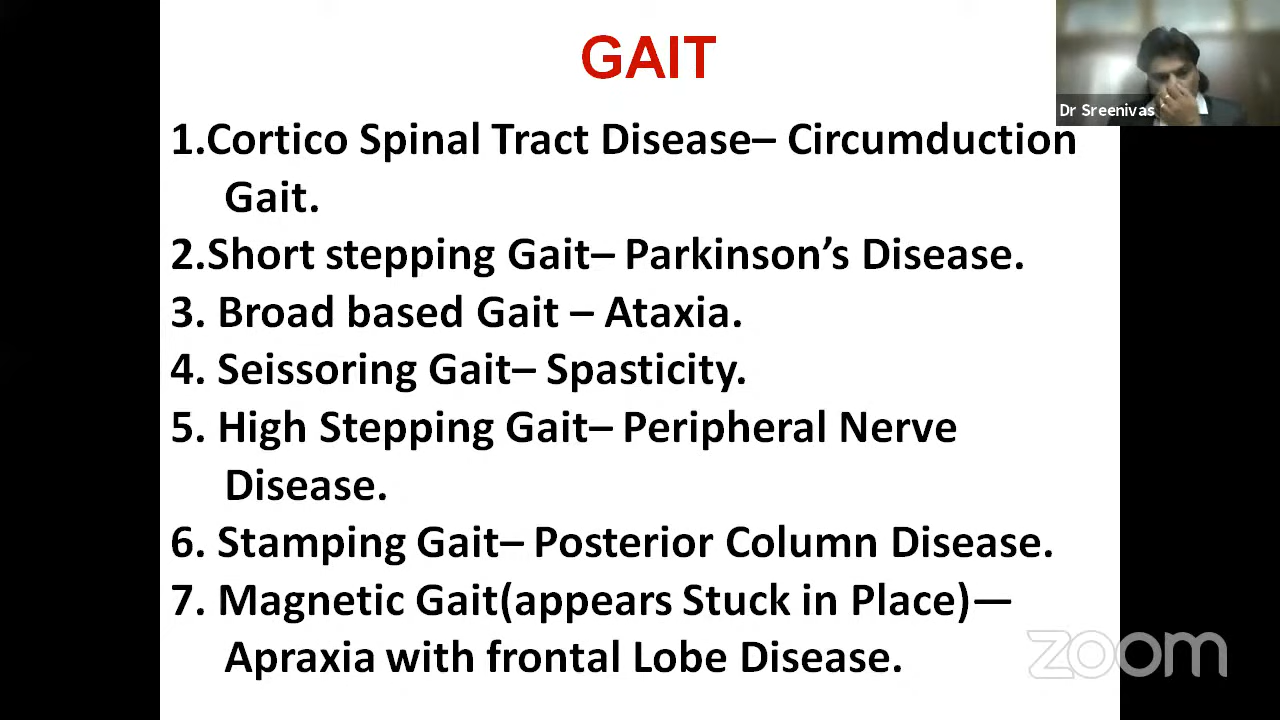 GAIT
Dr Sreenivas
1.Cortico Spinal Tract Disease– Circumduction
Gait.
2.Short stepping Gait– Parkinson’s Disease.
3. Broad based Gait – Ataxia.
4. Seissoring Gait– Spasticity.
5. High Stepping Gait– Peripheral Nerve
Disease.
6. Stamping Gait– Posterior Column Disease.
7. Magnetic Gait(appears Stuck in Place)—
Apraxia with frontal Lobe Disease.
zoom